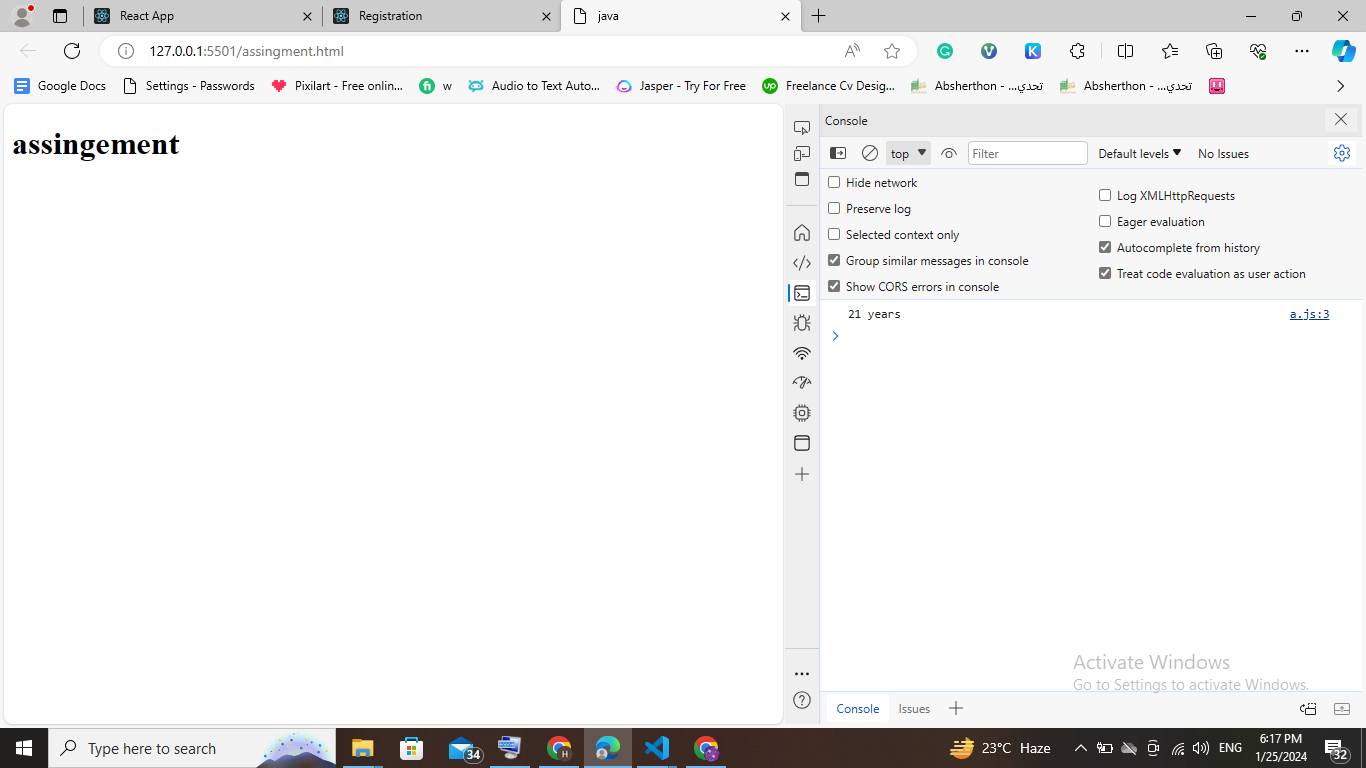 React App
Registration
java
127.0.0.1:5501/assingment.html
Google Docs
Settings - Passwords
Pixilart - Free onlin...
w
Audio to Text Auto...
Jasper - Try For Free
Freelance Cv Desig...
Absherthon - ...تحدي
Absherthon - ...تحدي
assingement
Console
top
Filter
Default levels
No Issues
Hide network
Preserve log
Selected context only
Group similar messages in console
Show CORS errors in console
Log XMLHttpRequests
Eager evaluation
Autocomplete from history
Treat code evaluation as user action
21 years
a.js:3
Activate Windows
Go to Settings to activate Windows.
Console
Issues
Type here to search
34
H
23°C Haze
ENG
6:17 PM
1/25/2024
32